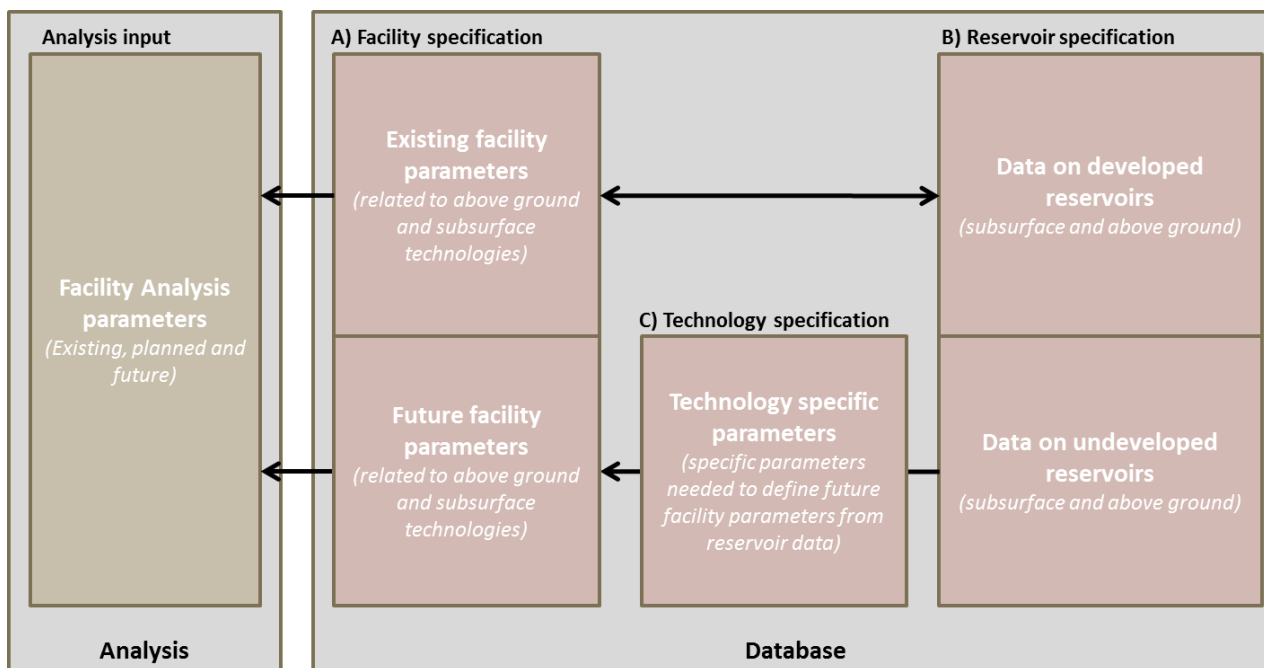 Analysis input
Facility Analysis
parameters
(Existing, planned and
future)
Analysis
A) Facility specification
Existing facility
parameters
(related to above ground
and subsurface
technologies)
Future facility
parameters
(related to above ground
and subsurface
technologies)
C) Technology specification
Technology specific
parameters
(specific parameters
needed to define future
facility parameters from
reservoir data)
B) Reservoir specification
Data on developed
reservoirs
(subsurface and above ground)
Data on undeveloped
reservoirs
(subsurface and above ground)
Database